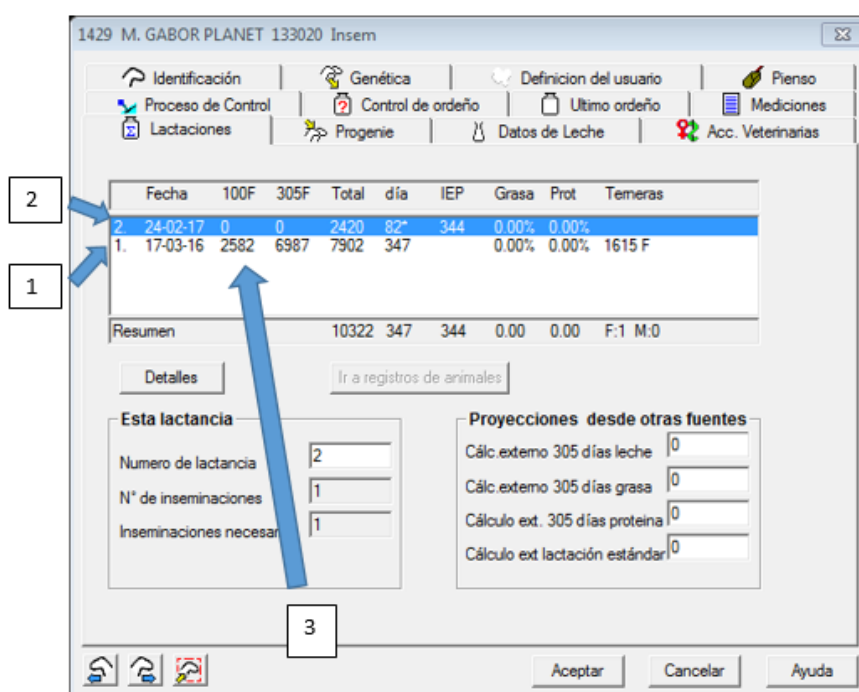 1429 M. GABOR PLANET 133020 Insem
Identificación Genética Definicion del usuario Pienso
Proceso de Control Control de ordeño Ultimo ordeño Mediciones
Lactaciones Progenie Datos de Leche Acc. Veterinarias
Fecha 100F 305F Total día IEP Grasa Prot Terneras
2
2. 24-02-17 0 0 2420 82* 344 0.00% 0.00%
1. 17-03-16 2582 6987 7902 347 0.00% 0.00% 1615 F
1
Resumen 10322 347 344 0.00 0.00 F:1 M:0
Detalles Ir a registros de animales
Esta lactancia
Numero de lactancia 2
N° de inseminaciones 1
Inseminaciones necesar 1
Proyecciones desde otras fuentes
Cálc.externo 305 días leche 0
Cálc.externo 305 días grasa 0
Cálculo ext. 305 días proteina 0
Cálculo ext lactación estándar 0
3
Aceptar Cancelar Ayuda